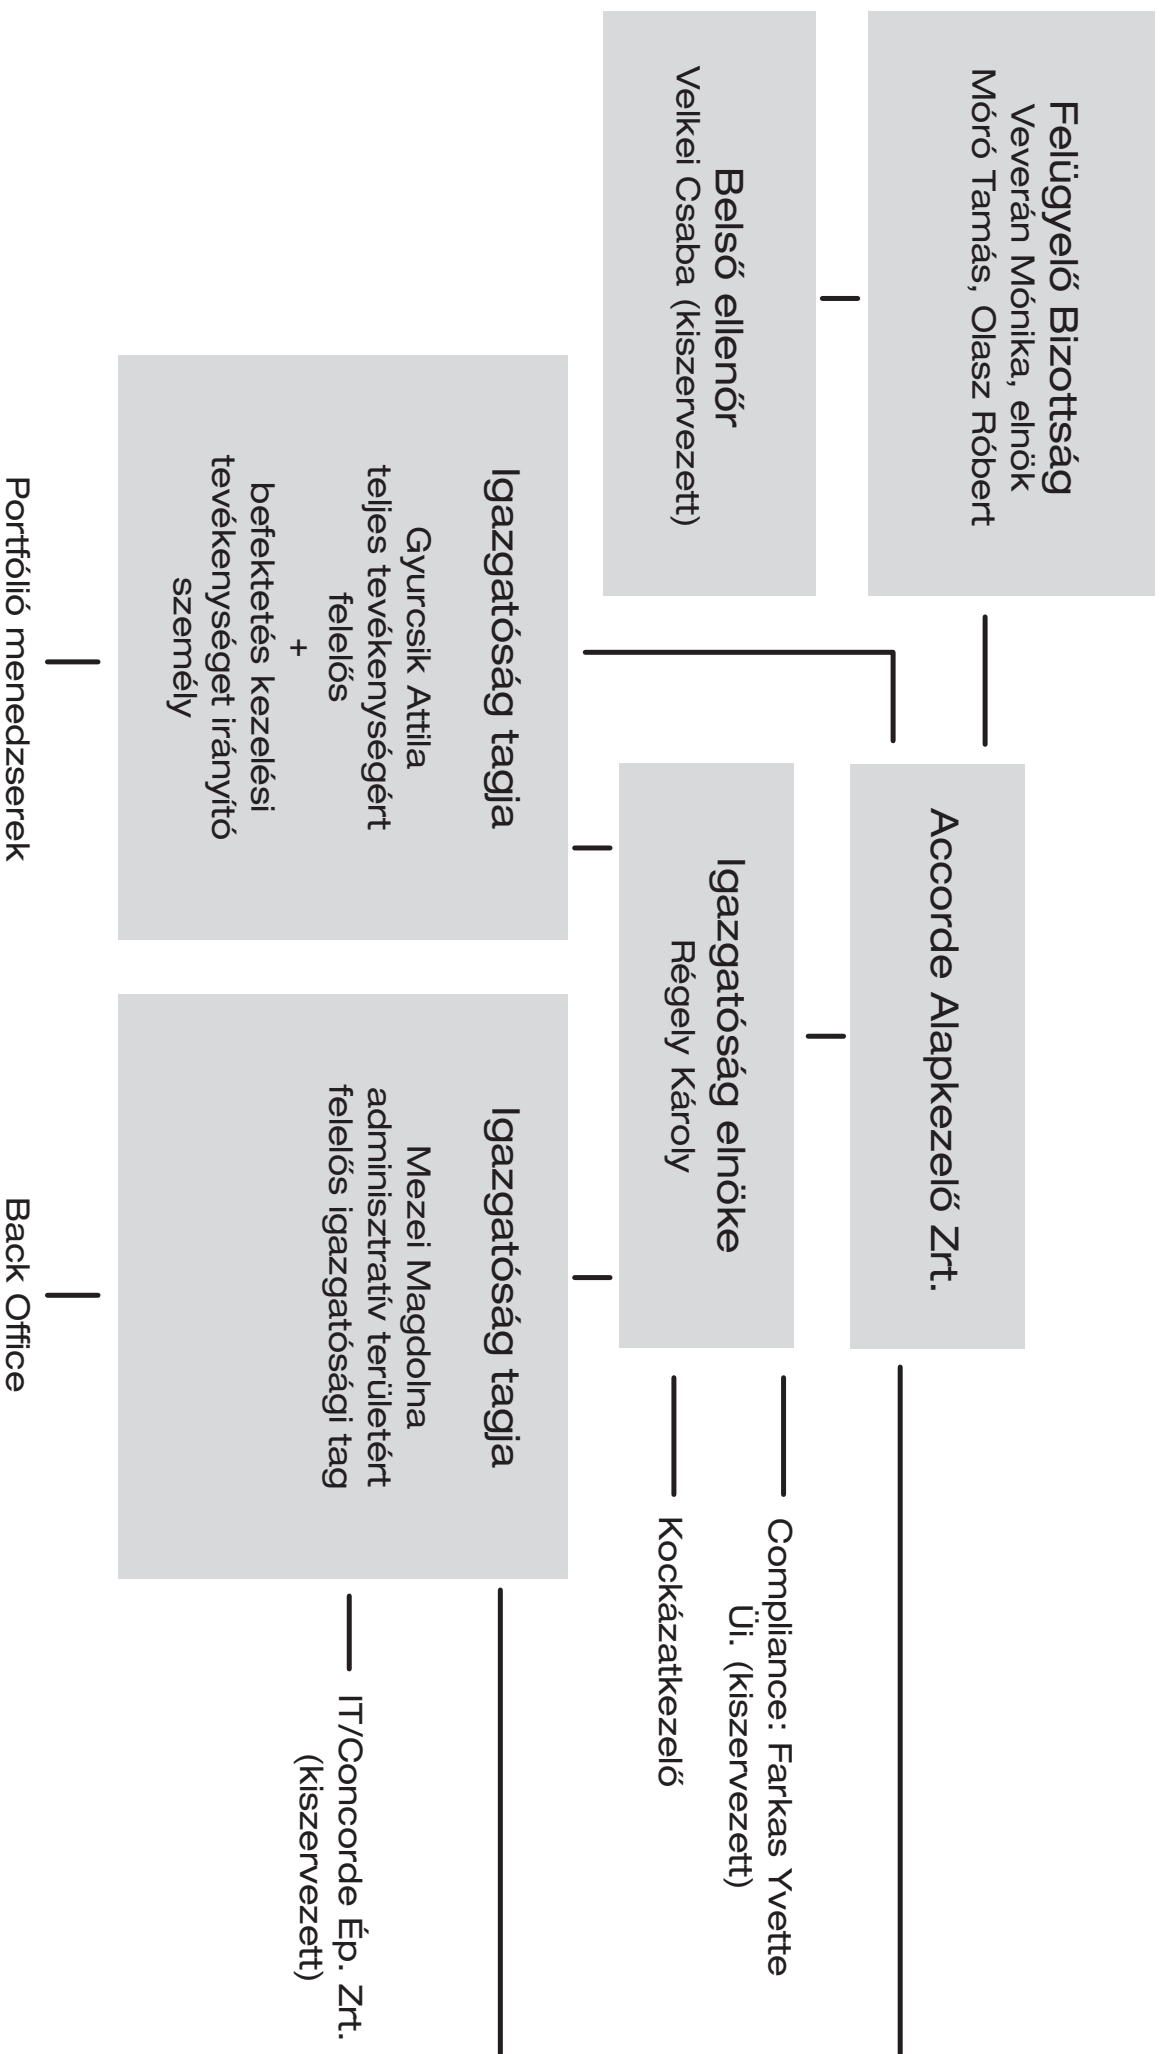 Felügyelő Bizottság
Veverán Mónika, elnök
Móró Tamás, Olasz Róbert
Accorde Alapkezelő Zrt.
Belső ellenőr
Velkei Csaba (kiszervezett)
Igazgatóság elnöke
Régely Károly
Compliance: Farkas Yvette
Üi. (kiszervezett)
Kockázatkezelő
Igazgatóság tagja
Gyurcsik Attila
teljes tevékenységért
felelős
+
befektetés kezelési
tevékenységet irányító
személy
Igazgatóság tagja
Mezei Magdolna
adminisztratív területért
felelős igazgatósági tag
IT/Concorde Ép. Zrt.
(kiszervezett)
Portfólió menedzserek
Back Office